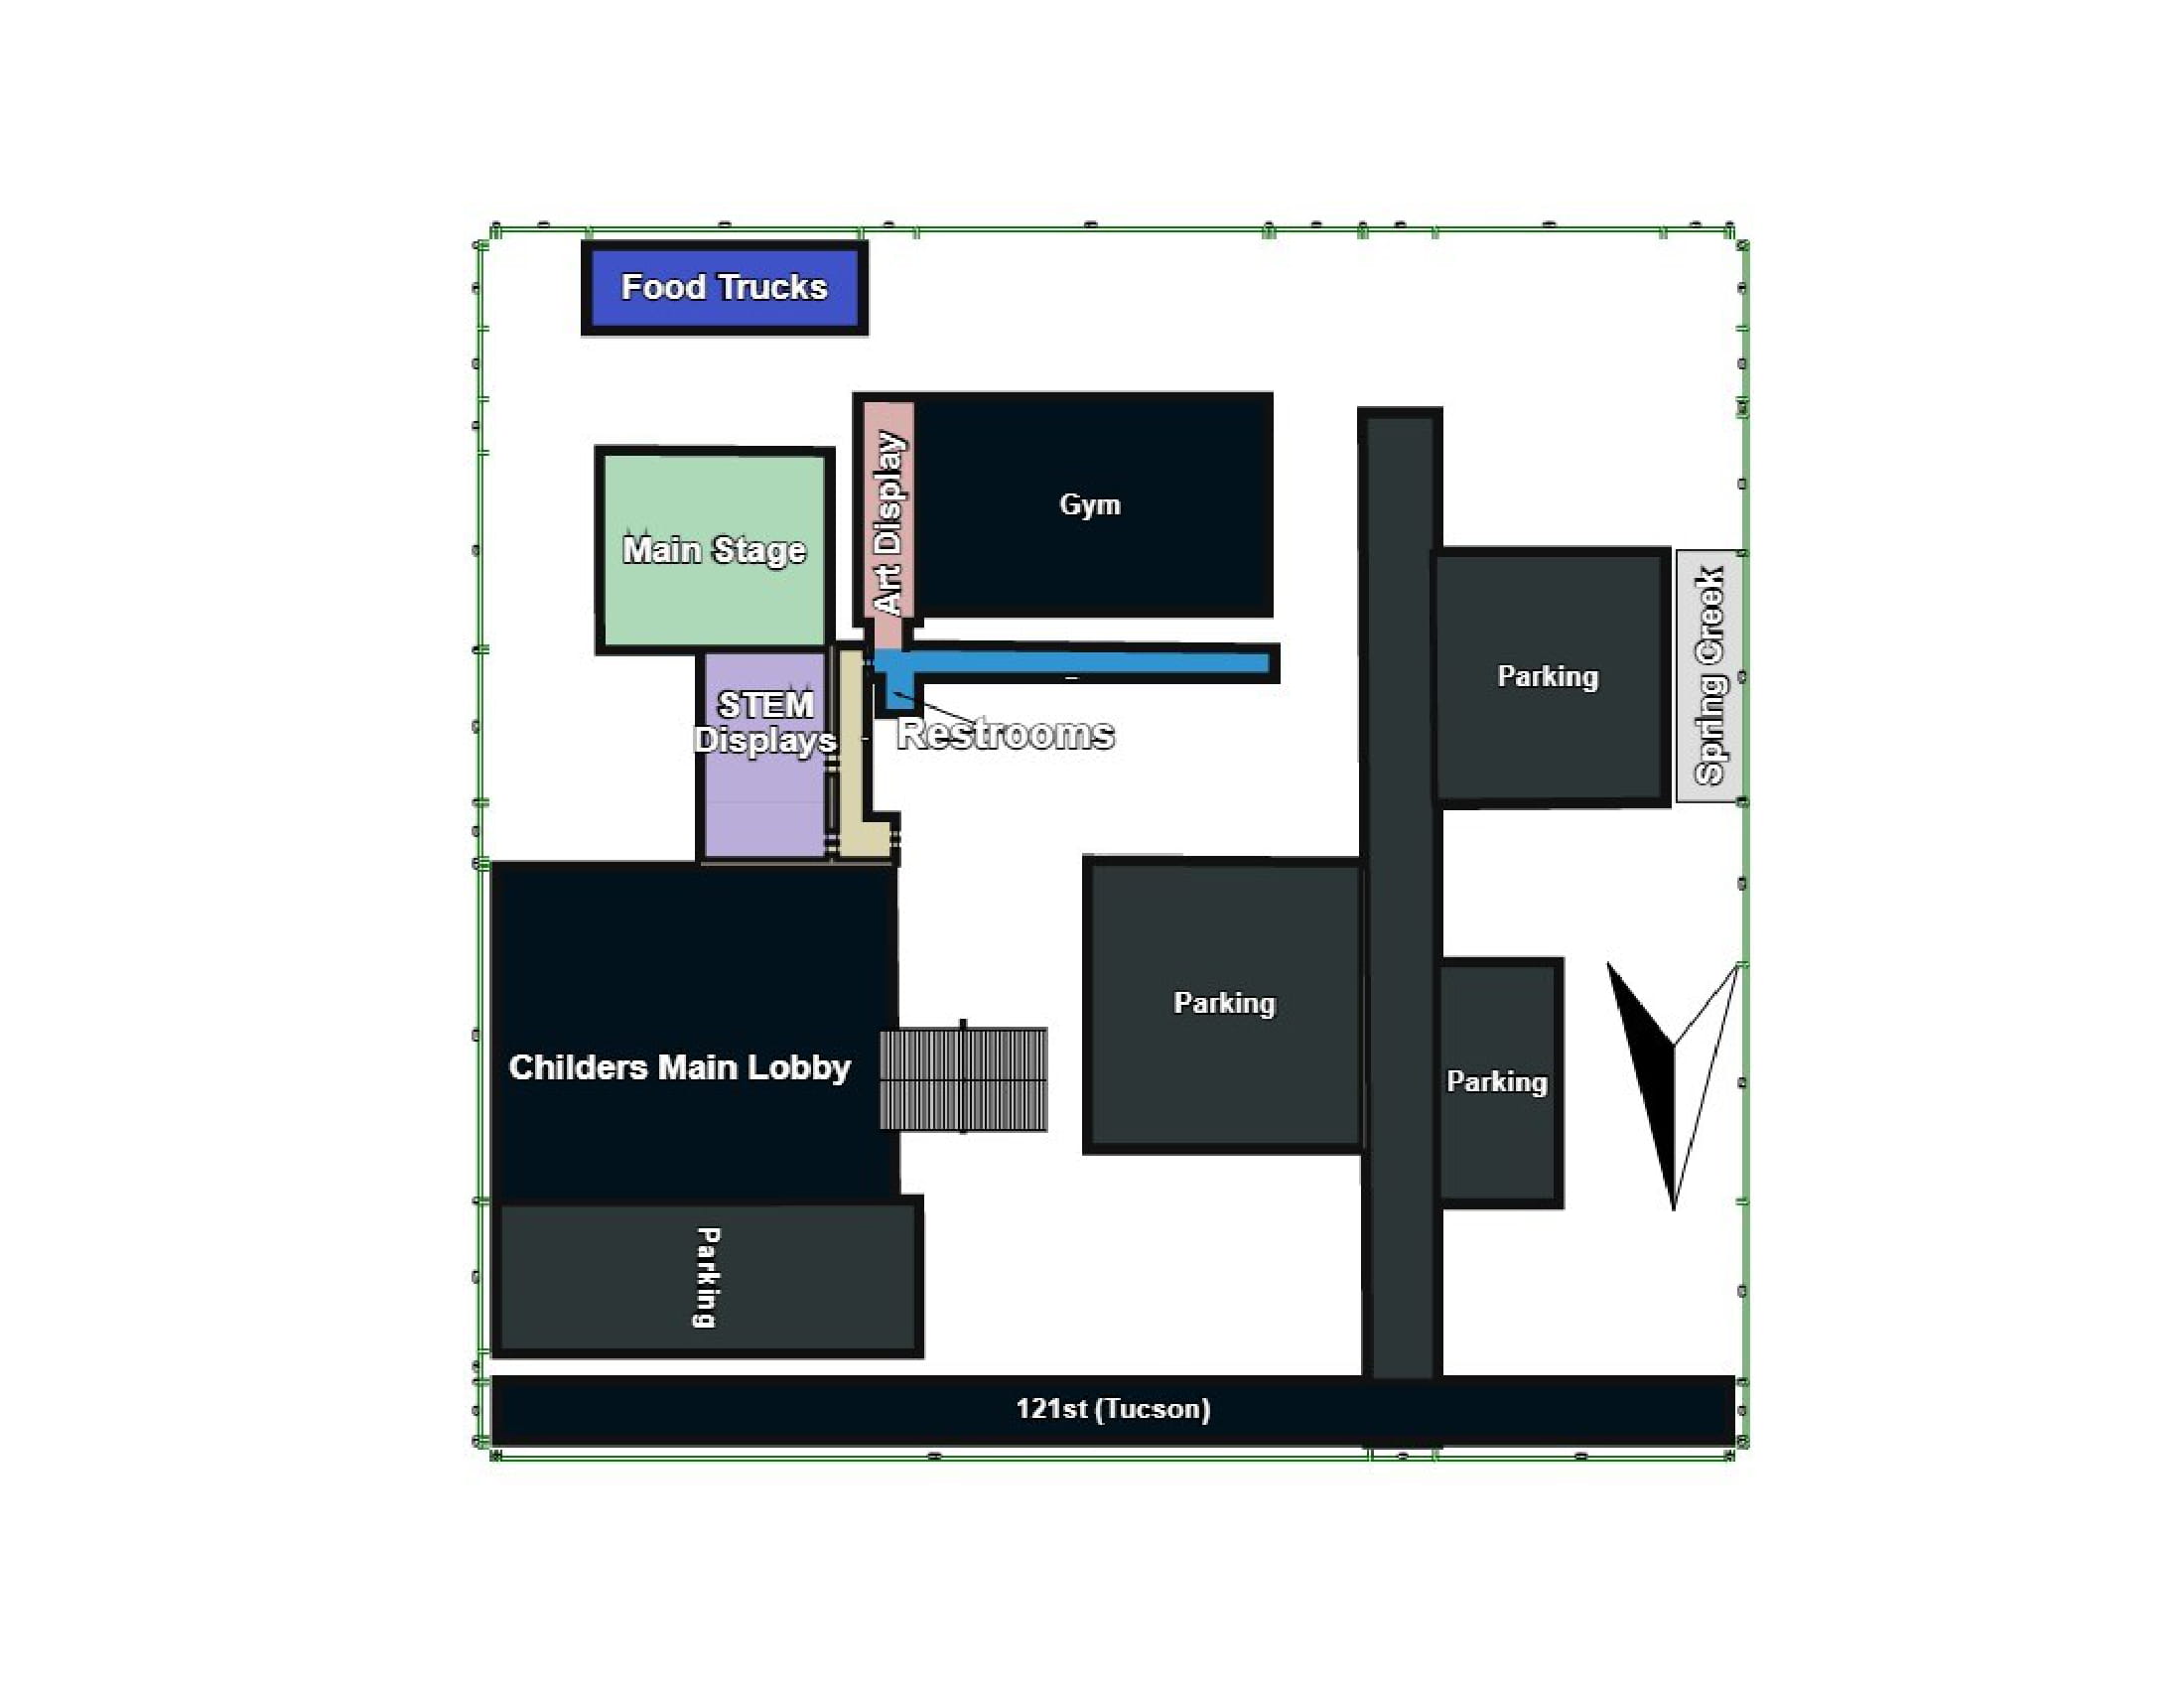 Food Trucks
Art Display
Gym
Main Stage
Spring Creek
Parking
STEM
Displays
Restrooms
Parking
Childers Main Lobby
Parking
Parking
121st (Tucson)